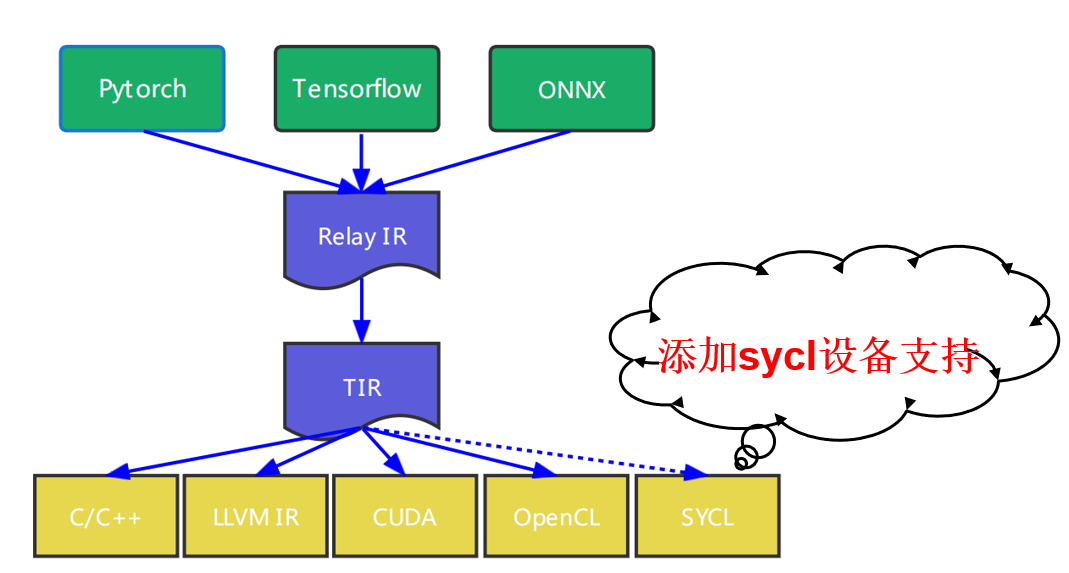 Pytorch
Tensorflow
ONNX
Relay IR
TIR
添加sycl设备支持
C/C++
LLVM IR
CUDA
OpenCL
SYCL